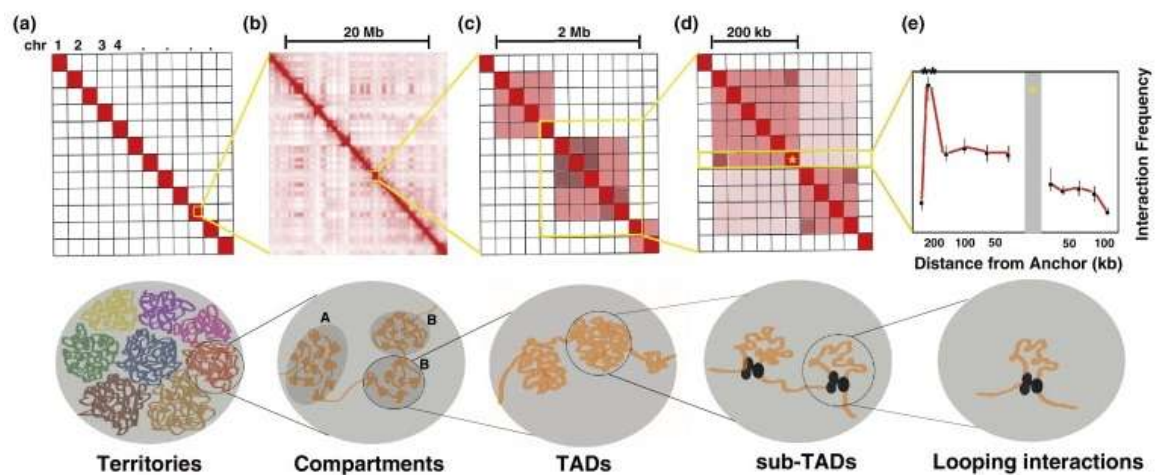 (a) (b) (c) (d) (e)
chr 1 2 3 4 . . . .
20 Mb
2 Mb
200 kb
**
*
*
Interaction Frequency
200 100 50 50 100
Distance from Anchor (kb)
A B
B
Territories Compartments TADs sub-TADs Looping interactions